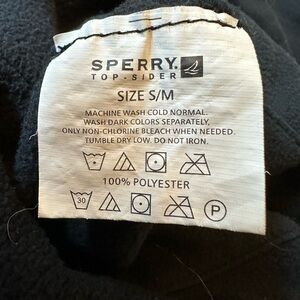 SPERRY.
TOP-SIDER
SIZE S/M
MACHINE WASH COLD NORMAL.
WASH DARK COLORS SEPARATELY,
ONLY NON-CHLORINE BLEACH WHEN NEEDED.
TUMBLE DRY LOW. DO NOT IRON.
100% POLYESTER
30 P